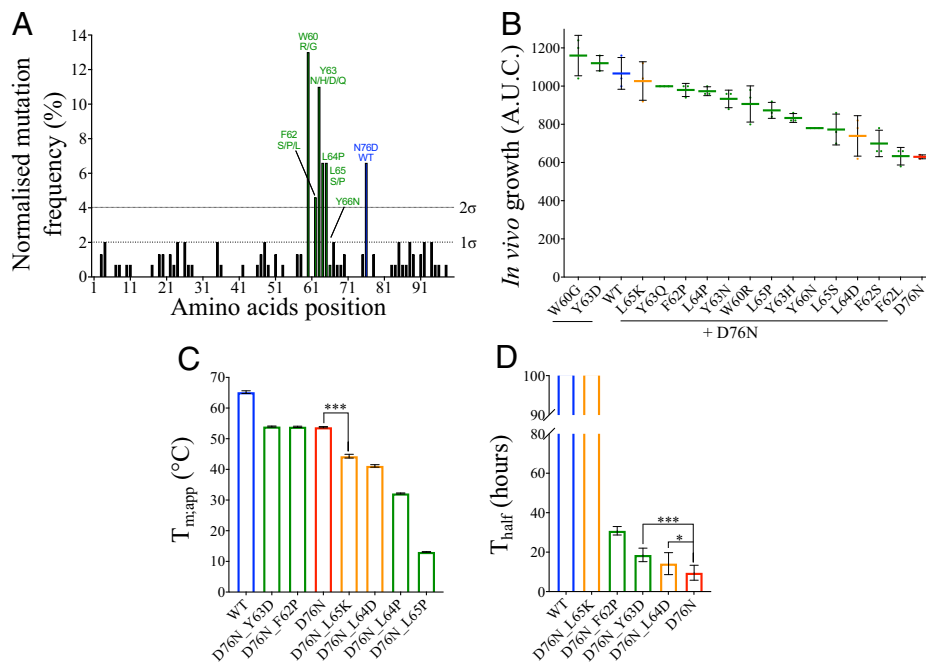 A
Normalised mutation
frequency (%)
14
12
10
8
6
4
2
0
W60
R/G
Y63
N/H/D/Q
F62
S/P/L
L64P
L65
S/P
Y66N
N76D
WT
2σ
1σ
1 11 21 31 41 51 61 71 81 91
Amino acids position
B
In vivo growth (A.U.C.)
1200
1000
800
600
400
200
0
W60G
Y63D
WT
L65K
Y63Q
F62P
L64P
Y63N
W60R
L65P
Y63H
Y66N
L65S
L64D
F62S
F62L
D76N
+ D76N
C
Tm;app (°C)
70
60
50
40
30
20
10
0
***
WT
D76N_Y63D
D76N_F62P
D76N
D76N_L65K
D76N_L64D
D76N_L64P
D76N_L65P
D
Thalf (hours)
100
90
80
60
40
20
0
***
*
WT
D76N_L65K
D76N_F62P
D76N_Y63D
D76N_L64D
D76N